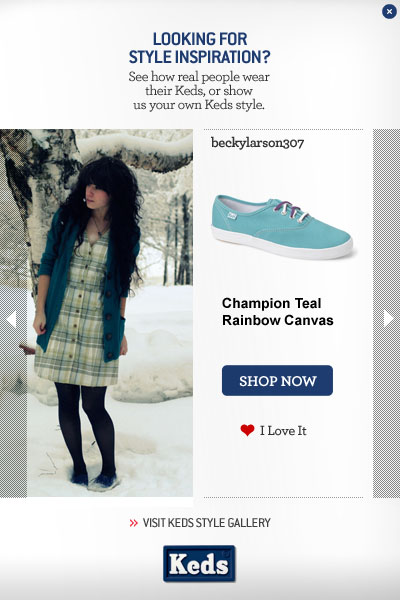 LOOKING FOR
STYLE INSPIRATION?
See how real people wear
their Keds, or show
us your own Keds style.
beckylarson307
Champion Teal
Rainbow Canvas
SHOP NOW
I Love It
» VISIT KEDS STYLE GALLERY
Keds